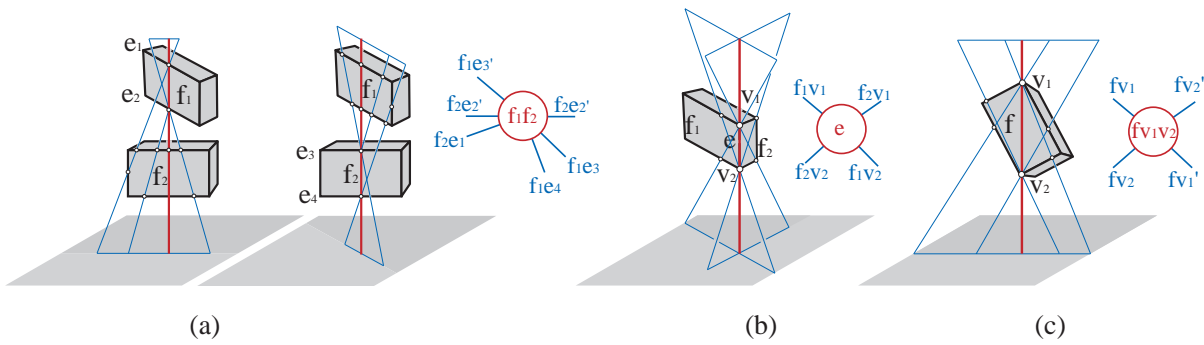 e1
e2
f1
f2
f1
e3
f2
e4
f1e3'
f2e2'
f2e1
f1f2
f2e2'
f1e3
f1e4
(a)
v1
f1
e
f2
v2
f1v1
f2v1
e
f2v2
f1v2
(b)
v1
f
v2
fv1
fv2'
fv1v2
fv2
fv1'
(c)